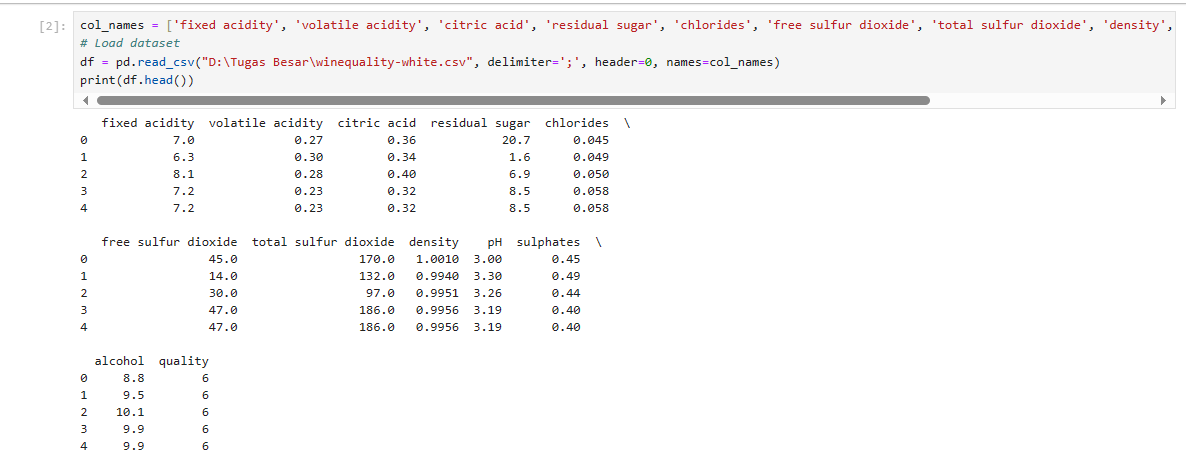 [2]: col_names = ['fixed acidity', 'volatile acidity', 'citric acid', 'residual sugar', 'chlorides', 'free sulfur dioxide', 'total sulfur dioxide', 'density',
# Load dataset
df = pd.read_csv("D:\Tugas Besar\winequality-white.csv", delimiter=';', header=0, names=col_names)
print(df.head())
fixed acidity  volatile acidity  citric acid  residual sugar  chlorides  \
0            7.0              0.27         0.36            20.7      0.045
1            6.3              0.30         0.34             1.6      0.049
2            8.1              0.28         0.40             6.9      0.050
3            7.2              0.23         0.32             8.5      0.058
4            7.2              0.23         0.32             8.5      0.058
free sulfur dioxide  total sulfur dioxide  density    pH  sulphates  \
0                 45.0                 170.0   1.0010  3.00       0.45
1                 14.0                 132.0   0.9940  3.30       0.49
2                 30.0                  97.0   0.9951  3.26       0.44
3                 47.0                 186.0   0.9956  3.19       0.40
4                 47.0                 186.0   0.9956  3.19       0.40
alcohol  quality
0      8.8        6
1      9.5        6
2     10.1        6
3      9.9        6
4      9.9        6